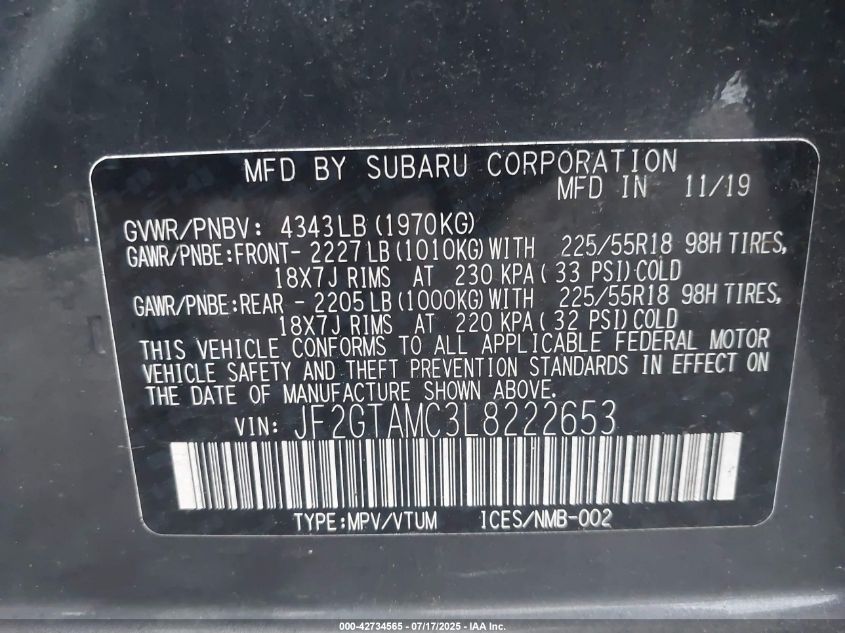 MFD BY SUBARU CORPORATION
MFD IN 11/19
GVWR/PNBV: 4343LB (1970KG)
GAWR/PNBE:FRONT- 2227LB (1010KG) WITH 225/55R18 98H TIRES,
18X7J RIMS AT 230 KPA ( 33 PSI) COLD
GAWR/PNBE:REAR - 2205LB (1000KG) WITH 225/55R18 98H TIRES,
18X7J RIMS AT 220 KPA ( 32 PSI) COLD
THIS VEHICLE CONFORMS TO ALL APPLICABLE FEDERAL MOTOR
VEHICLE SAFETY AND THEFT PREVENTION STANDARDS IN EFFECT ON
THE DATE OF MANUFACTURE SHOWN ABOVE.
VIN: JF2GTAMC3L8222653
TYPE:MPV/VTUM ICES/NMB-002
000-42734565 - 07/17/2025 - IAA Inc.